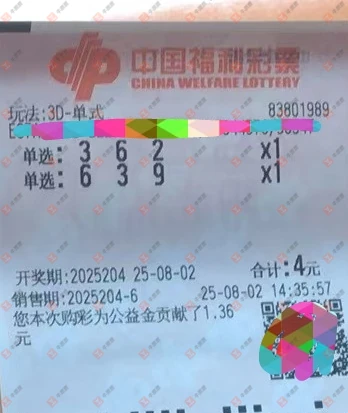 中国福利彩票
CHINA WELFARE LOTTERY
玩法:3D-单式 83801989
单选: 3 6 2 x1
单选: 6 3 9 x1
开奖期:2025204 25-08-02 合计:4元
销售期:2025204-6 25-08-02 14:35:57
您本次购彩为公益金贡献了1.36
元